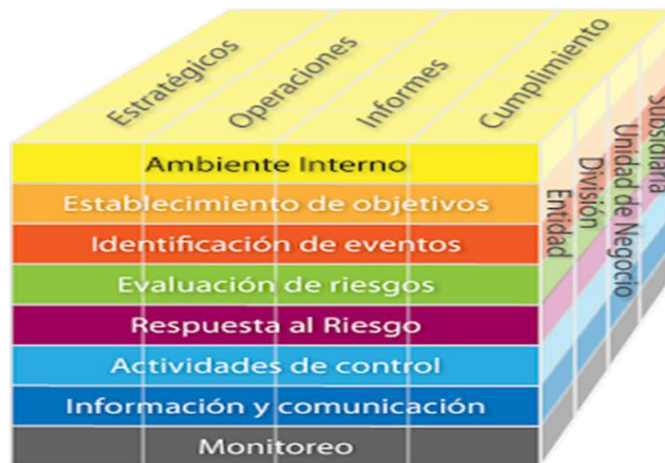 Estratégicos
Operaciones
Informes
Cumplimiento
Ambiente Interno
Establecimiento de objetivos
Identificación de eventos
Evaluación de riesgos
Respuesta al Riesgo
Actividades de control
Información y comunicación
Monitoreo
Entidad
División
Unidad de Negocio
Subsidiaria